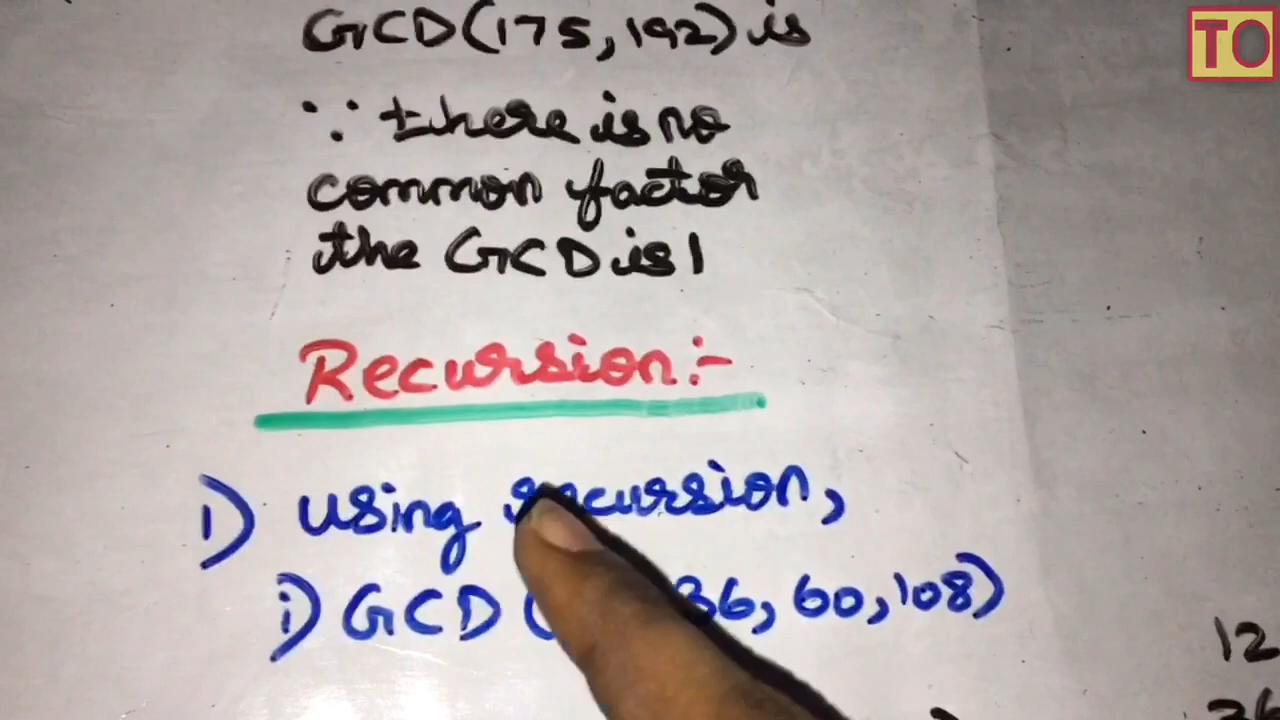 GCD(175,192) is
TO
∵ there is no
common factor
the GCD is 1
Recursion:-
1) using recursion,
i) GCD ( 36, 60, 108)
12